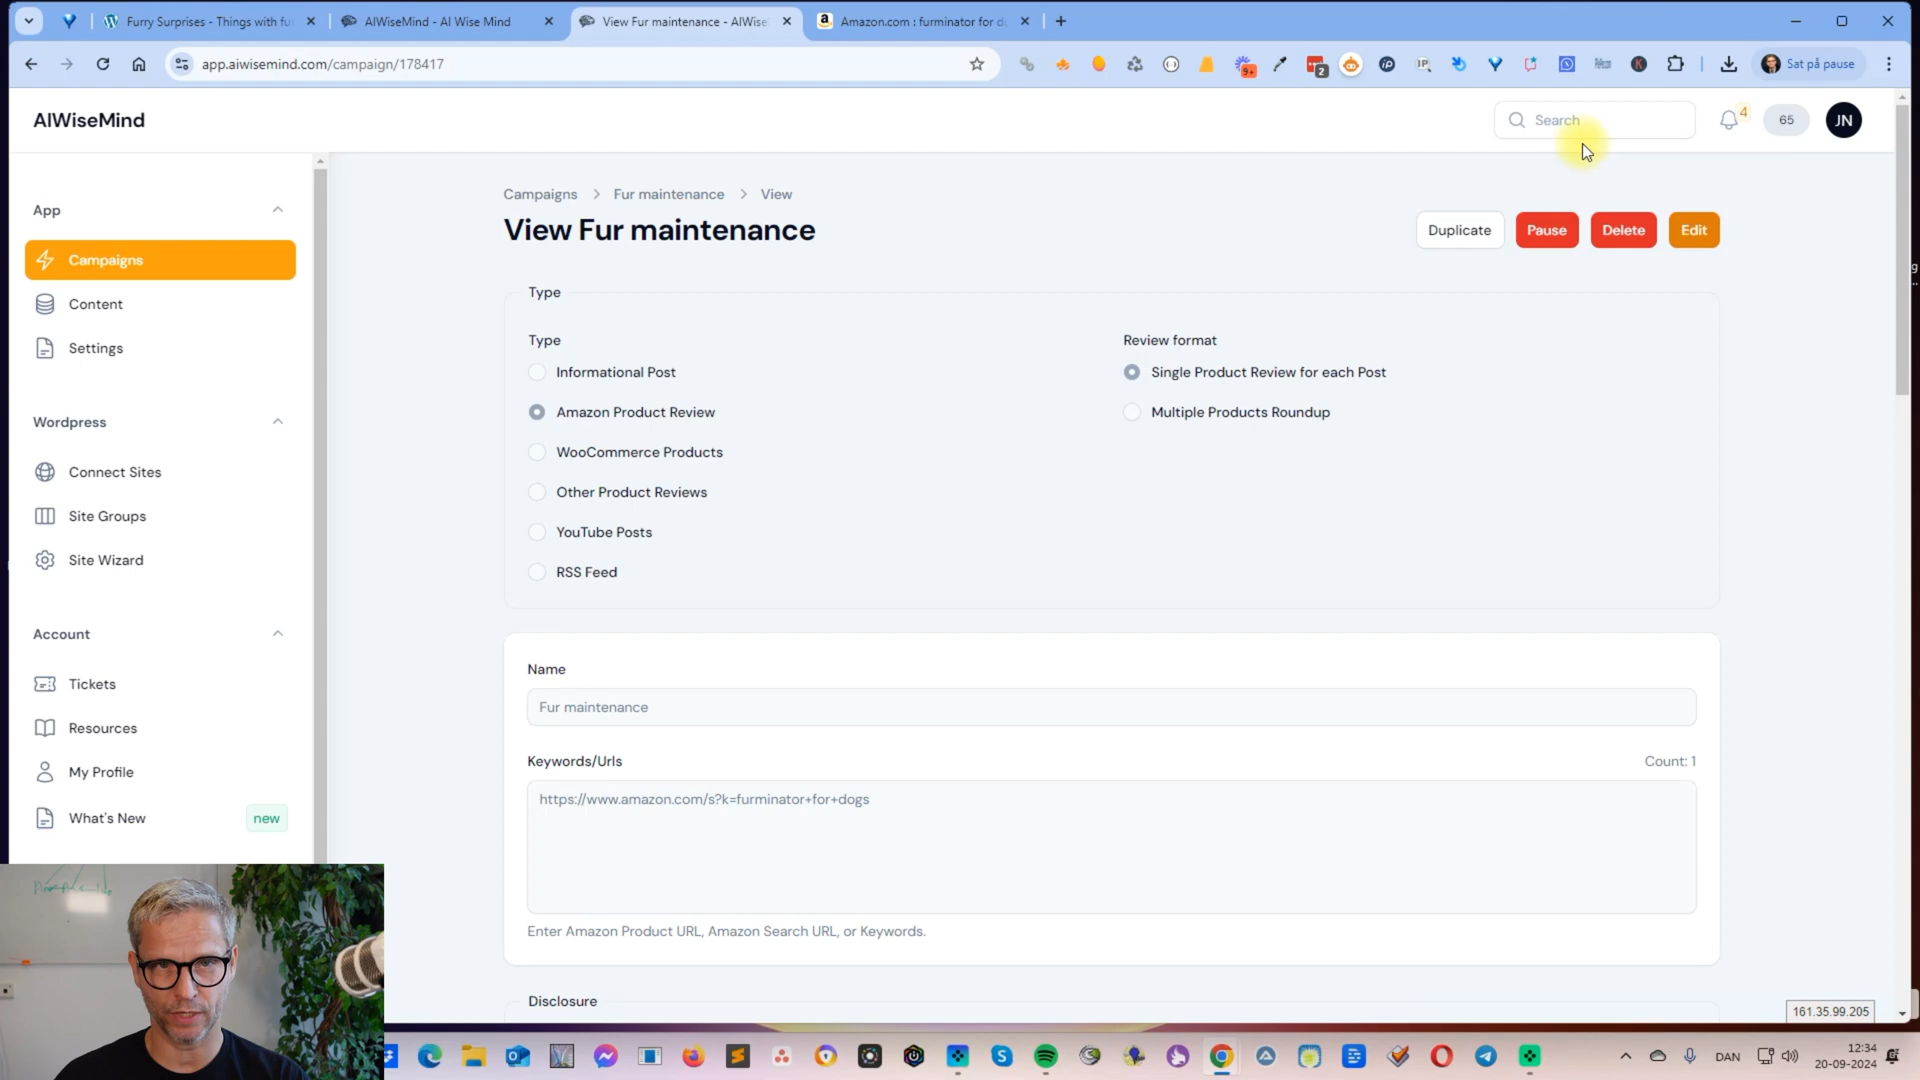 Furry Surprises - Things with fu
AIWiseMind - AI Wise Mind
View Fur maintenance - AIWise
Amazon.com : furminator for d
app.aiwisemind.com/campaign/178417
9+
2
Sat på pause
AIWiseMind
Search
4
65
JN
App
Campaigns
Content
Settings
Wordpress
Connect Sites
Site Groups
Site Wizard
Account
Tickets
Resources
My Profile
What's New
new
Campaigns > Fur maintenance > View
View Fur maintenance
Duplicate
Pause
Delete
Edit
Type
Type
Informational Post
Amazon Product Review
WooCommerce Products
Other Product Reviews
YouTube Posts
RSS Feed
Review format
Single Product Review for each Post
Multiple Products Roundup
Name
Fur maintenance
Keywords/Urls
Count: 1
https://www.amazon.com/s?k=furminator+for+dogs
Enter Amazon Product URL, Amazon Search URL, or Keywords.
Disclosure
161.35.99.205
DAN
12:34
20-09-2024